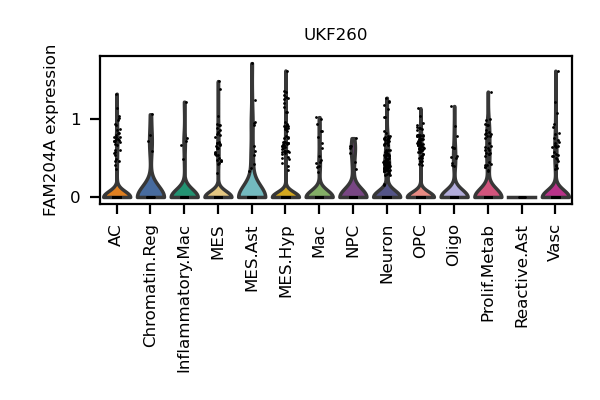 UKF260
FAM204A expression
1
0
AC
Chromatin.Reg
Inflammatory.Mac
MES
MES.Ast
MES.Hyp
Mac
NPC
Neuron
OPC
Oligo
Prolif.Metab
Reactive.Ast
Vasc